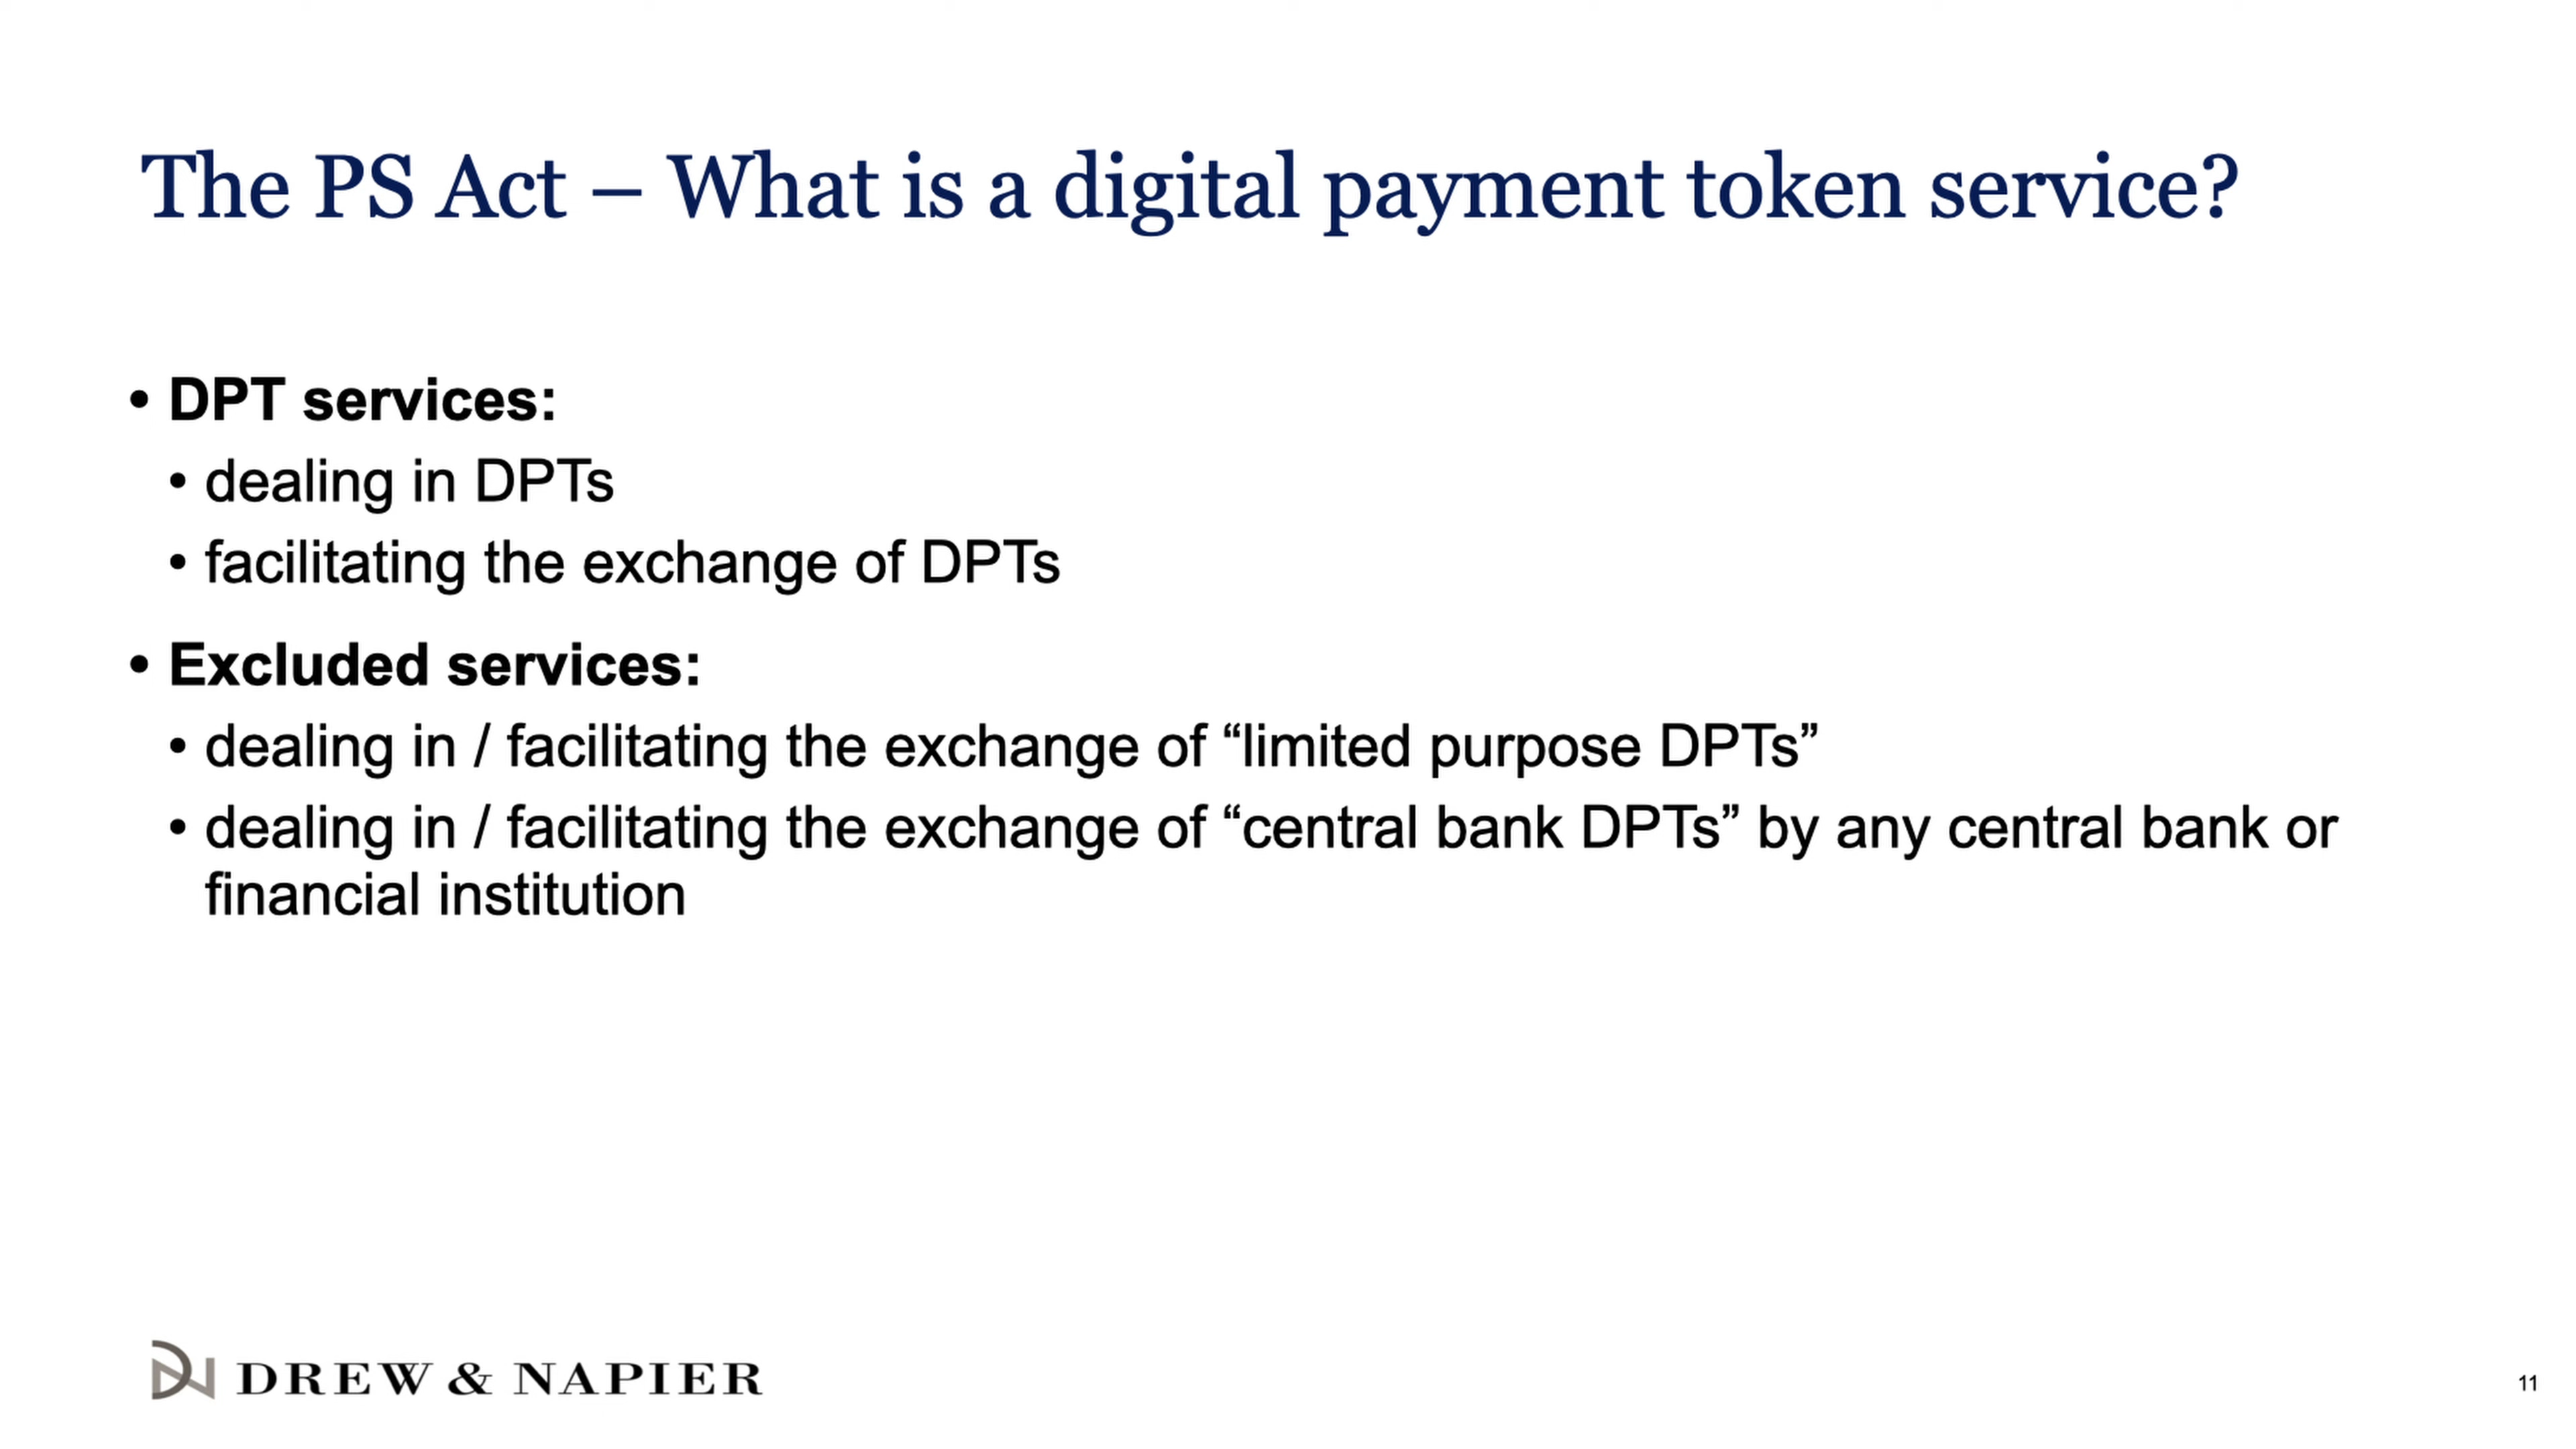 The PS Act – What is a digital payment token service?
• DPT services:
• dealing in DPTs
• facilitating the exchange of DPTs
• Excluded services:
• dealing in / facilitating the exchange of “limited purpose DPTs”
• dealing in / facilitating the exchange of “central bank DPTs” by any central bank or
financial institution
DREW & NAPIER
11